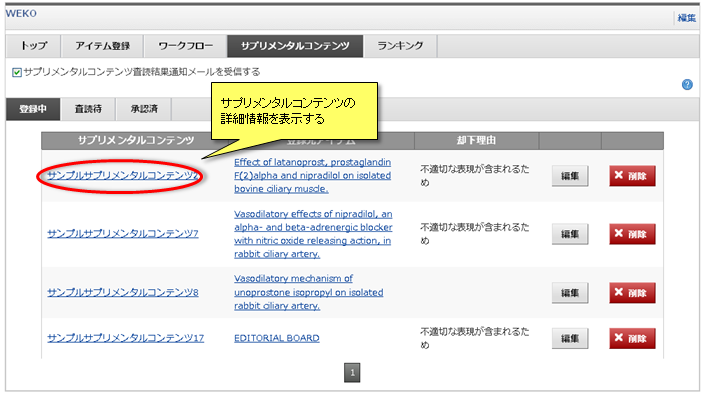 WEKO
編集
トップ アイテム登録 ワークフロー サプリメンタルコンテンツ ランキング
サプリメンタルコンテンツ査読結果通知メールを受信する
?
登録中 査読待 承認済
サプリメンタルコンテンツの
詳細情報を表示する
サプリメンタルコンテンツ 登録元アイテム 却下理由
サンプルサプリメンタルコンテンツ2
Effect of latanoprost, prostaglandin
F(2)alpha and nipradilol on isolated
bovine ciliary muscle.
不適切な表現が含まれるた
め
編集 削除
サンプルサプリメンタルコンテンツ7
Vasodilatory effects of nipradilol, an
alpha- and beta-adrenergic blocker
with nitric oxide releasing action, in
rabbit ciliary artery.
不適切な表現が含まれるた
め
編集 削除
サンプルサプリメンタルコンテンツ8
Vasodilatory mechanism of
unoprostone isopropyl on isolated
rabbit ciliary artery.
編集 削除
サンプルサプリメンタルコンテンツ17
EDITORIAL BOARD
不適切な表現が含まれるた
め
編集 削除
1